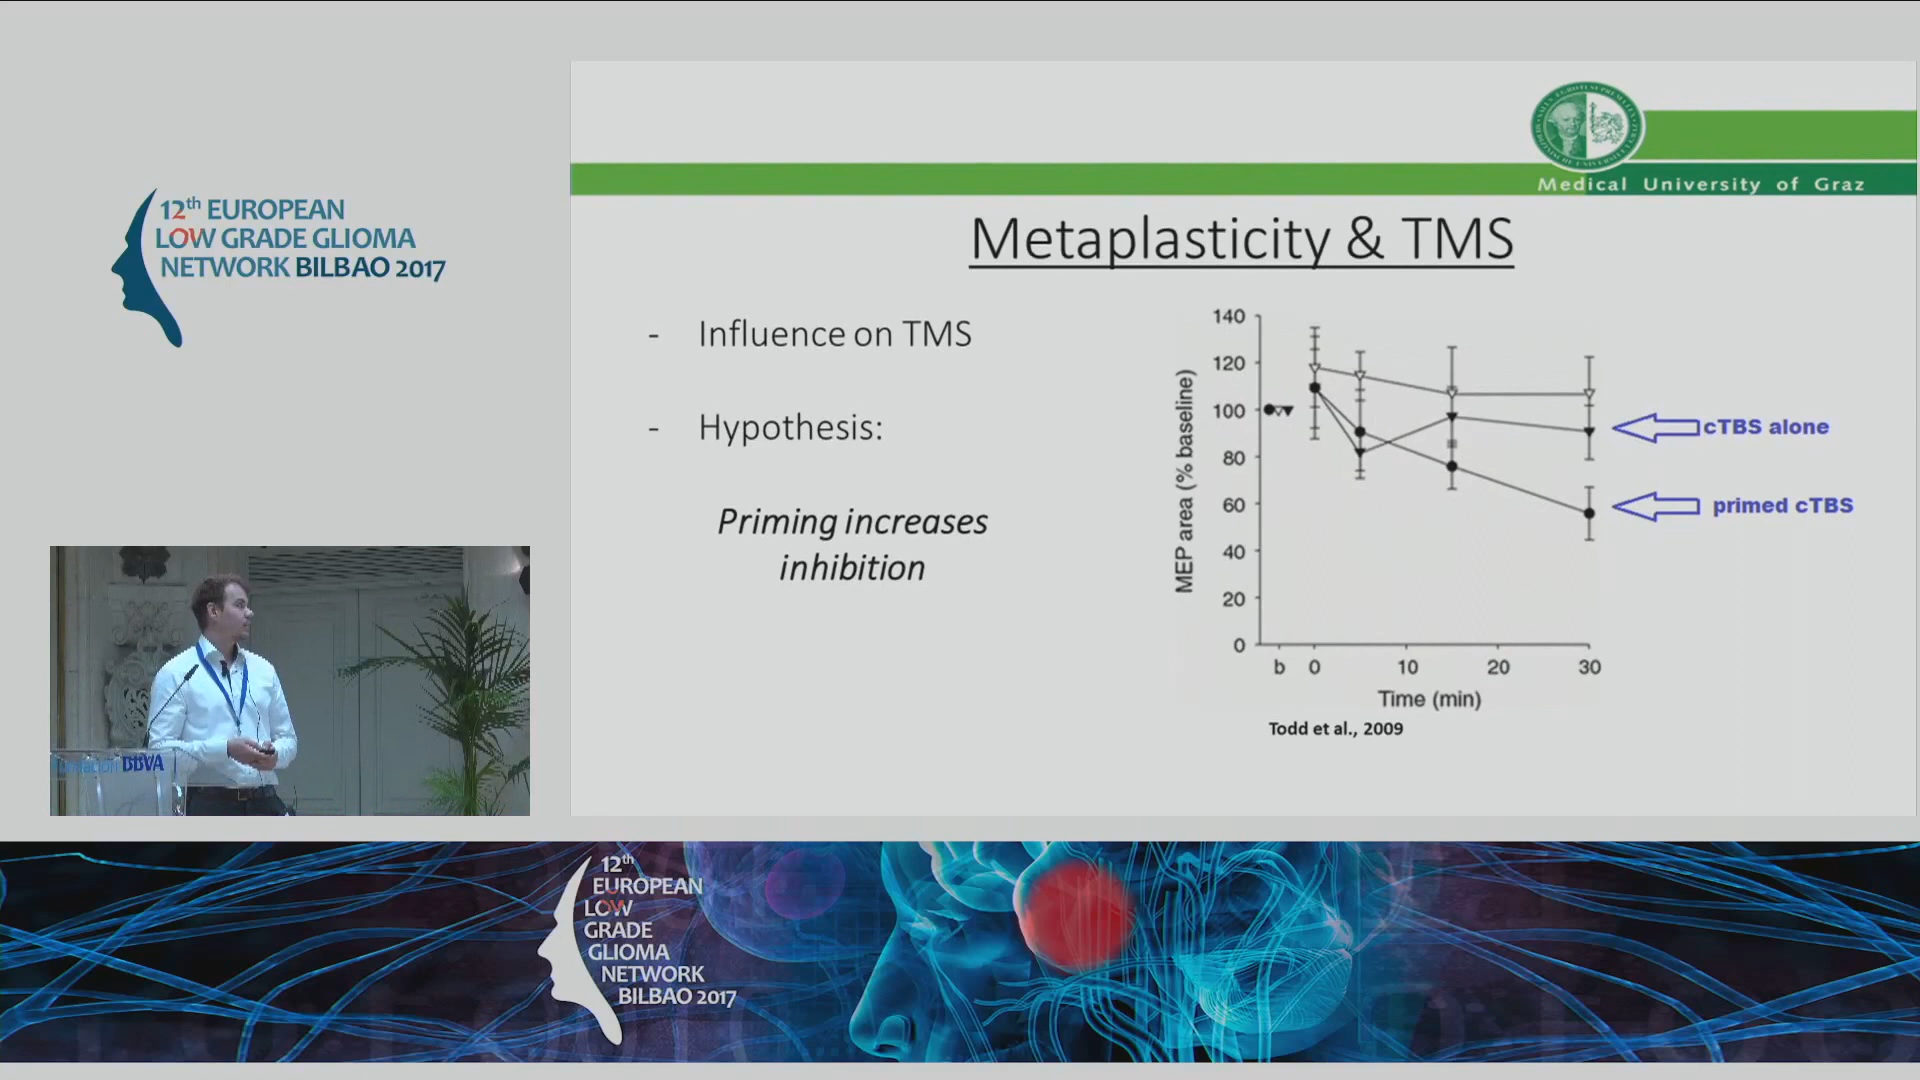 12th EUROPEAN
LOW GRADE GLIOMA
NETWORK BILBAO 2017
Medical University of Graz
Metaplasticity & TMS
- Influence on TMS
- Hypothesis:
Priming increases
inhibition
MEP area (% baseline)
140
120
100
80
60
40
20
0
b 0 10 20 30
Time (min)
cTBS alone
primed cTBS
Todd et al., 2009
Fundación BBVA
12th
EUROPEAN
LOW
GRADE
GLIOMA
NETWORK
BILBAO 2017